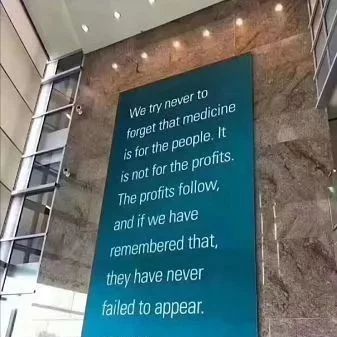 We try never to
forget that medicine
is for the people. It
is not for the profits.
The profits follow,
and if we have
remembered that,
they have never
failed to appear.